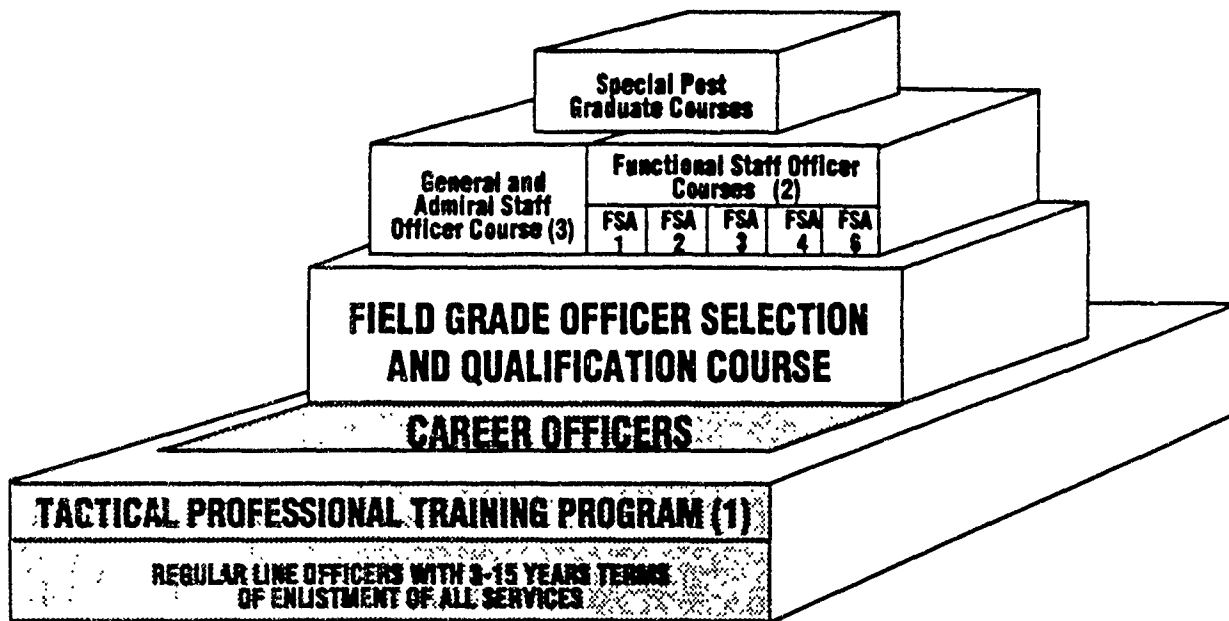 Special Post
Graduate Courses
General and
Admiral Staff
Officer Course (3)
Functional Staff Officer
Courses (2)
FSA
1
FSA
2
FSA
3
FSA
4
FSA
6
FIELD GRADE OFFICER SELECTION
AND QUALIFICATION COURSE
CAREER OFFICERS
TACTICAL PROFESSIONAL TRAINING PROGRAM (1)
REGULAR LINE OFFICERS WITH YEARS TERMS
OF ENLISTMENT OF ALL SERVICES